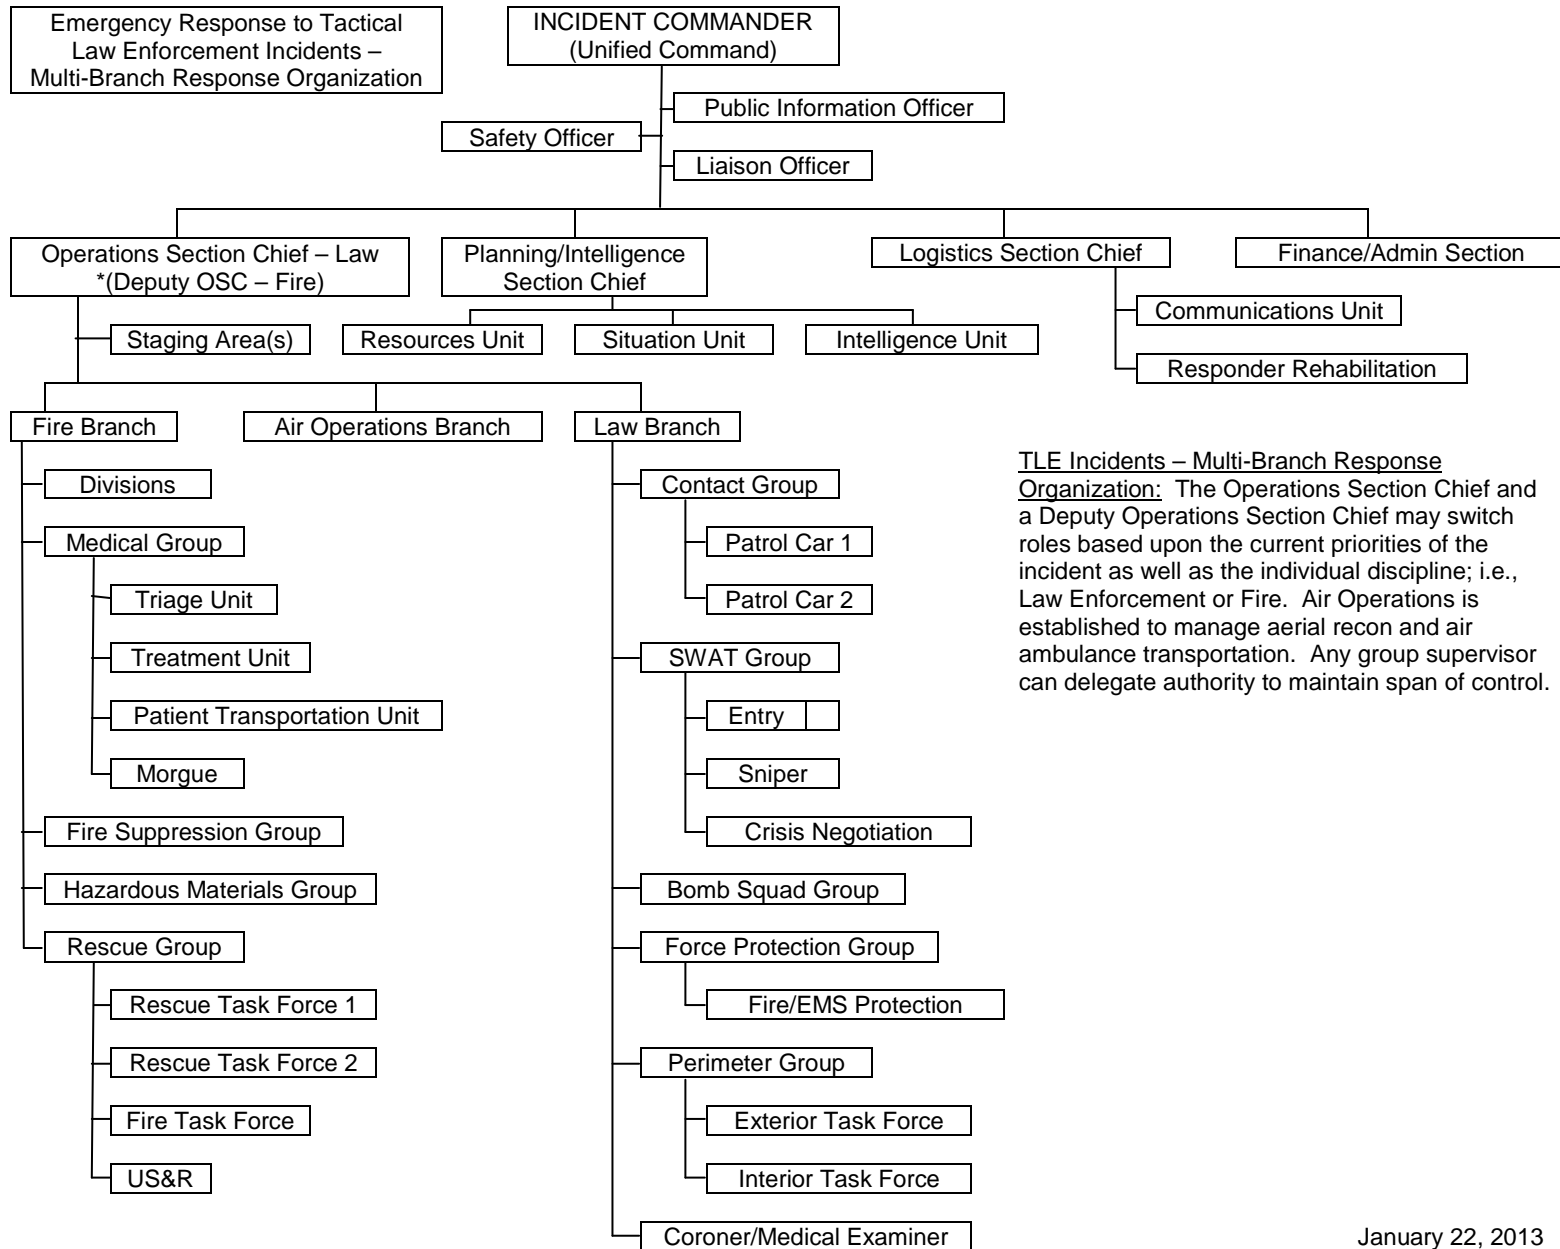 Emergency Response to Tactical
Law Enforcement Incidents –
Multi-Branch Response Organization
INCIDENT COMMANDER
(Unified Command)
Public Information Officer
Safety Officer
Liaison Officer
Operations Section Chief – Law
*(Deputy OSC – Fire)
Planning/Intelligence
Section Chief
Logistics Section Chief
Finance/Admin Section
Communications Unit
Staging Area(s)
Resources Unit
Situation Unit
Intelligence Unit
Responder Rehabilitation
Fire Branch
Air Operations Branch
Law Branch
Divisions
Medical Group
Triage Unit
Treatment Unit
Patient Transportation Unit
Morgue
Fire Suppression Group
Hazardous Materials Group
Rescue Group
Rescue Task Force 1
Rescue Task Force 2
Fire Task Force
US&R
Contact Group
Patrol Car 1
Patrol Car 2
SWAT Group
Entry
Sniper
Crisis Negotiation
Bomb Squad Group
Force Protection Group
Fire/EMS Protection
Perimeter Group
Exterior Task Force
Interior Task Force
Coroner/Medical Examiner
TLE Incidents – Multi-Branch Response
Organization: The Operations Section Chief and
a Deputy Operations Section Chief may switch
roles based upon the current priorities of the
incident as well as the individual discipline; i.e.,
Law Enforcement or Fire. Air Operations is
established to manage aerial recon and air
ambulance transportation. Any group supervisor
can delegate authority to maintain span of control.
January 22, 2013